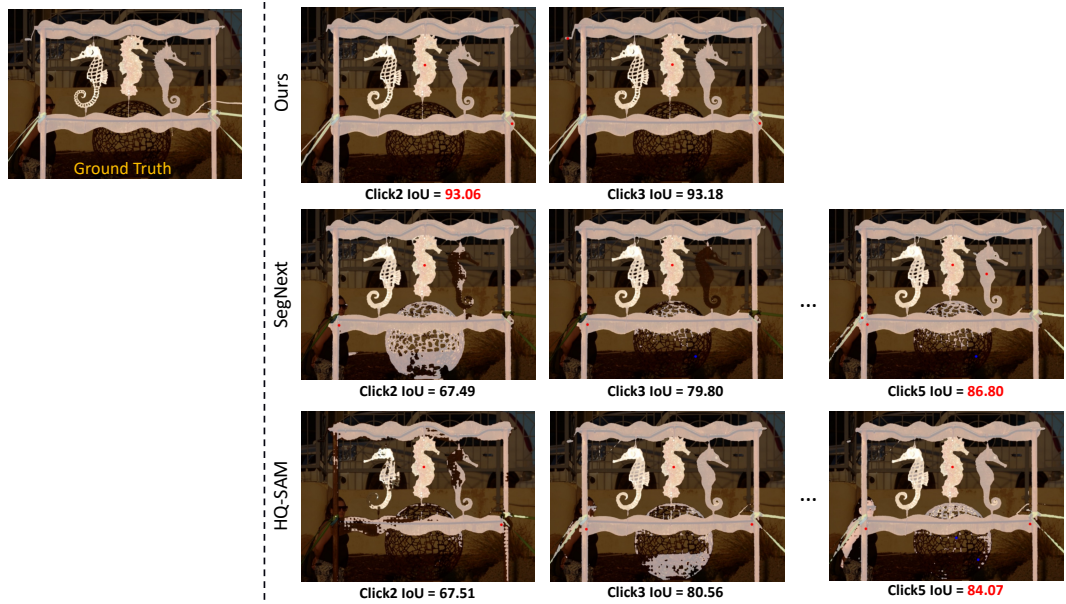 Ground Truth
Ours
Click2 IoU = 93.06
Click3 IoU = 93.18
SegNext
...
Click2 IoU = 67.49
Click3 IoU = 79.80
Click5 IoU = 86.80
HQ-SAM
...
Click2 IoU = 67.51
Click3 IoU = 80.56
Click5 IoU = 84.07